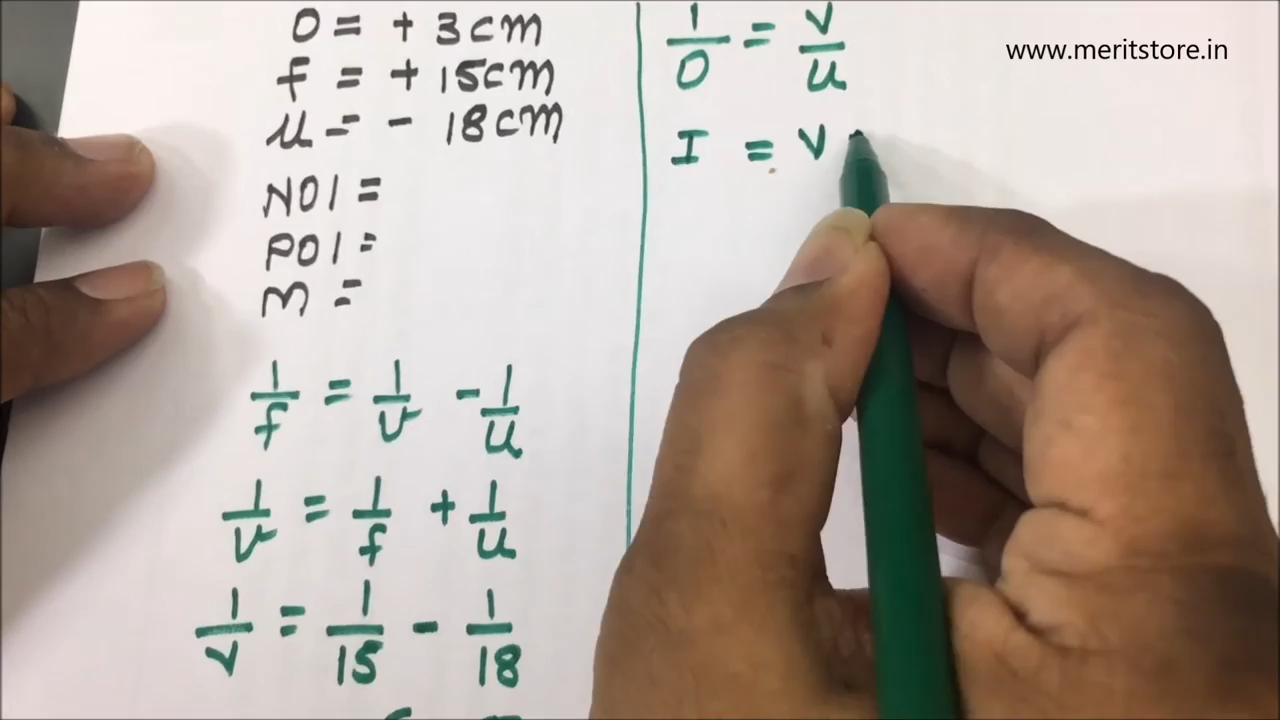 O = + 3cm
f = + 15cm
u = - 18cm
NOI =
POI =
m =
1/f = 1/v - 1/u
1/v = 1/f + 1/u
1/v = 1/15 - 1/18
I/O = v/u
I = v
www.meritstore.in